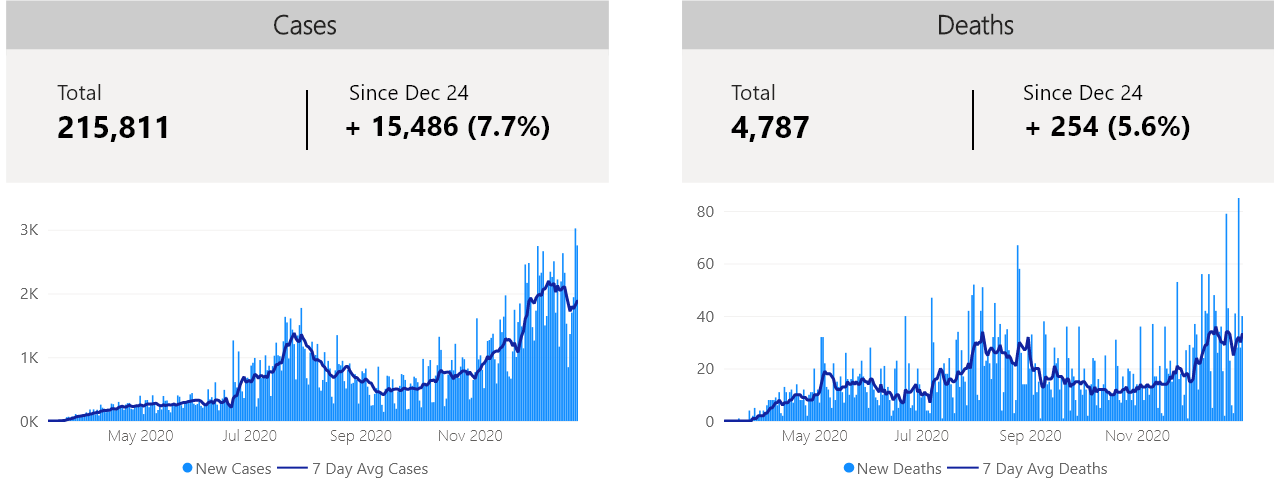 Cases
Total
215,811
Since Dec 24
+ 15,486 (7.7%)
3K
2K
1K
0K
May 2020
Jul 2020
Sep 2020
Nov 2020
New Cases
7 Day Avg Cases
Deaths
Total
4,787
Since Dec 24
+ 254 (5.6%)
80
60
40
20
0
May 2020
Jul 2020
Sep 2020
Nov 2020
New Deaths
7 Day Avg Deaths